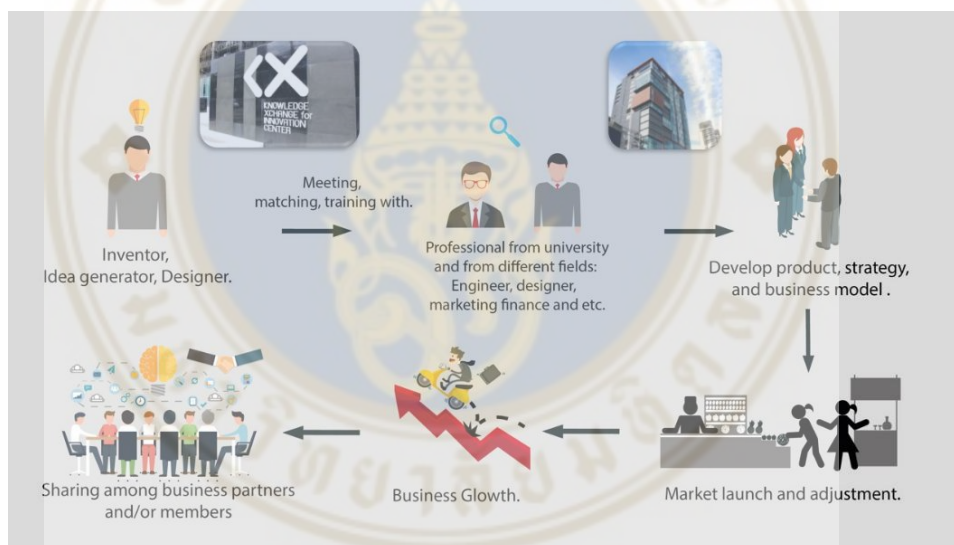 KX
KNOWLEDGE
XCHANGE for
INNOVATION
CENTER
Inventor,
Idea generator, Designer.
Meeting,
matching, training with.
Professional from university
and from different fields:
Engineer, designer,
marketing finance and etc.
Develop product, strategy,
and business model .
Market launch and adjustment.
Business Growth.
Sharing among business partners
and/or members